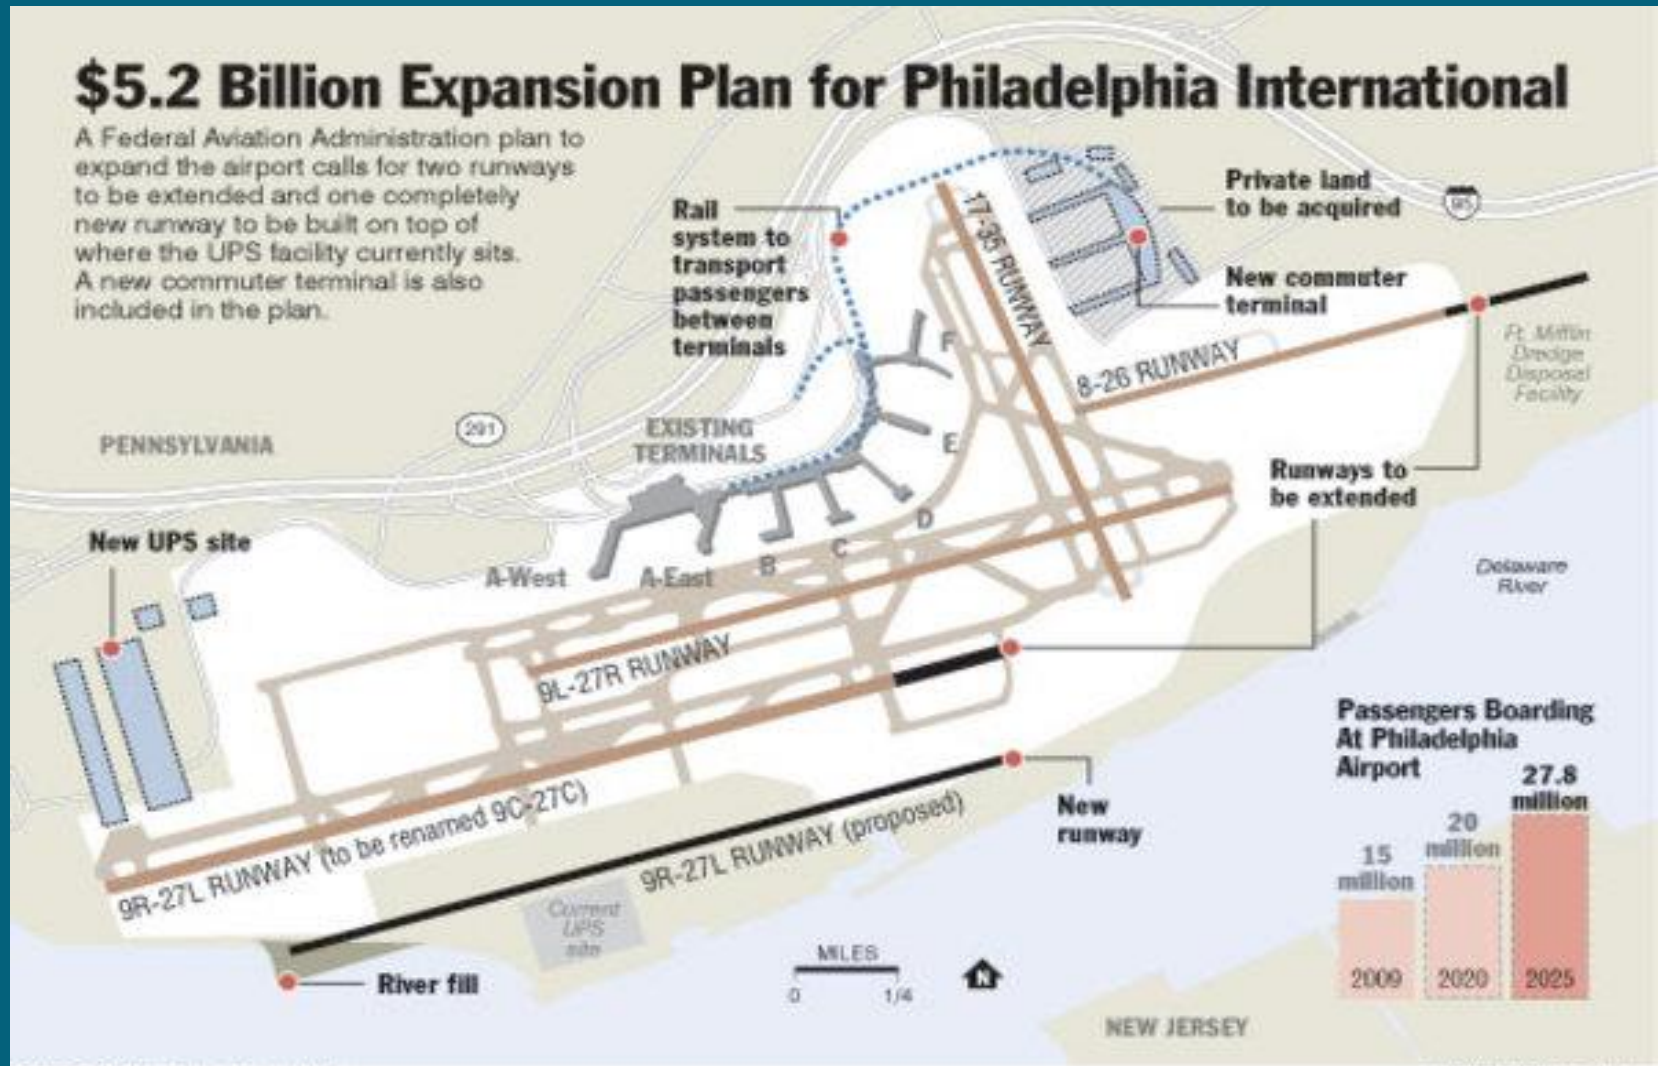 $5.2 Billion Expansion Plan for Philadelphia International
A Federal Aviation Administration plan to
expand the airport calls for two runways
to be extended and one completely
new runway to be built on top of
where the UPS facility currently sits.
A new commuter terminal is also
included in the plan.
Rail
system to
transport
passengers
between
terminals
17-35 RUNWAY
Private land
to be acquired
95
New commuter
terminal
8-26 RUNWAY
Ft. Mifflin
Dredge
Disposal
Facility
PENNSYLVANIA
291
EXISTING
TERMINALS
F
E
D
C
B
A-East
A-West
Runways to
be extended
New UPS site
Delaware
River
9L-27R RUNWAY
9R-27L RUNWAY (to be renamed 9C-27C)
9R-27L RUNWAY (proposed)
New
runway
Current
UPS
site
River fill
MILES
0 1/4
N
NEW JERSEY
Passengers Boarding
At Philadelphia
Airport
15
million
20
million
27.8
million
2009 2020 2025